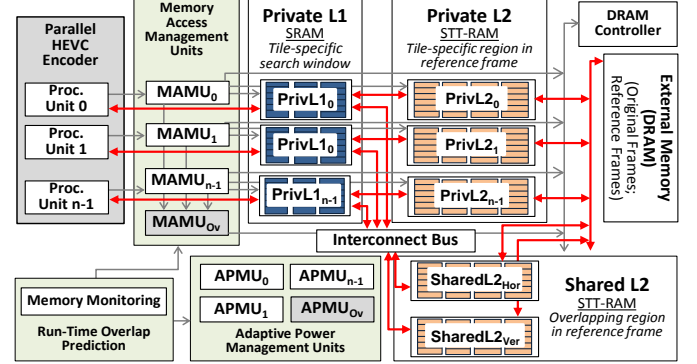 Parallel
HEVC
Encoder
Proc.
Unit 0
Proc.
Unit 1
Proc.
Unit n-1
Memory
Access
Management
Units
MAMU0
MAMU1
MAMUn-1
MAMUOv
Private L1
SRAM
Tile-specific
search window
PrivL10
PrivL10
PrivL1n-1
Private L2
STT-RAM
Tile-specific region in
reference frame
PrivL20
PrivL21
PrivL2n-1
DRAM
Controller
External Memory
(DRAM)
(Original Frames;
Reference Frames)
Interconnect Bus
Memory Monitoring
Run-Time Overlap
Prediction
APMU0
APMUn-1
APMU1
APMUOv
Adaptive Power
Management Units
SharedL2Hor
SharedL2Ver
Shared L2
STT-RAM
Overlapping region
in reference frame